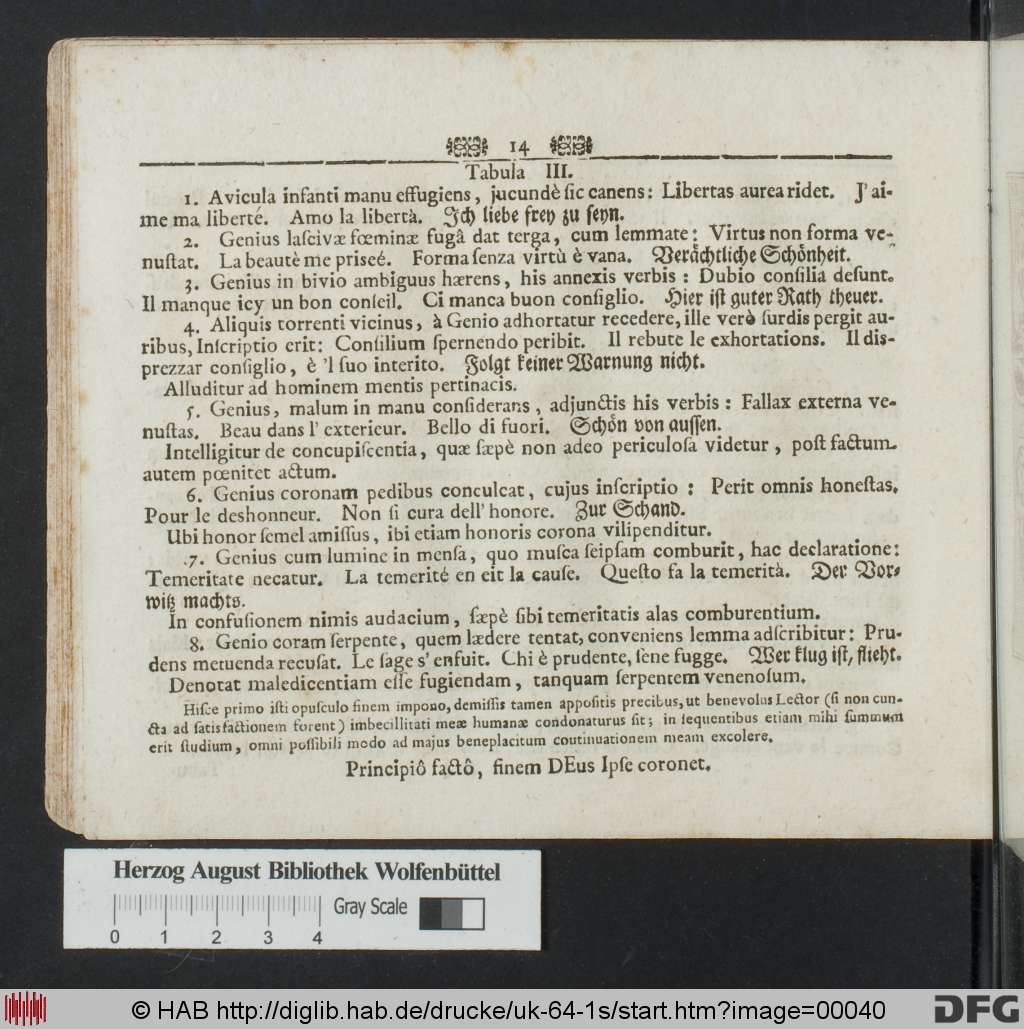 14
Tabula III.
1. Avicula infanti manu effugiens, jucundè ſic canens: Libertas aurea ridet. J' ai-
me ma liberté. Amo la libertà. Ich liebe frey zu ſeyn.
2. Genius laſcivæ fœminæ fugâ dat terga, cum lemmate: Virtus non forma ve-
nuſtat. La beautè me priseé. Forma ſenza virtù è vana. Verächtliche Schönheit.
3. Genius in bivio ambiguus hærens, his annexis verbis: Dubio conſilia deſunt.
Il manque icy un bon conſeil. Ci manca buon conſiglio. Hier iſt guter Rath theuer.
4. Aliquis torrenti vicinus, à Genio adhortatur recedere, ille verò ſurdis pergit au-
ribus, Inſcriptio erit: Conſilium ſpernendo peribit. Il rebute le exhortations. Il dis-
prezzar conſiglio, è 'l ſuo interito. Folgt keiner Warnung nicht.
Alluditur ad hominem mentis pertinacis.
5. Genius, malum in manu conſiderans, adjunctis his verbis: Fallax externa ve-
nuſtas. Beau dans l' exterieur. Bello di fuori. Schön von auſſen.
Intelligitur de concupiſcentia, quæ ſæpè non adeo periculoſa videtur, poſt factum
autem pœnitet actum.
6. Genius coronam pedibus conculcat, cujus inſcriptio: Perit omnis honeſtas.
Pour le deshonneur. Non ſi cura dell' honore. Zur Schand.
Ubi honor ſemel amiſſus, ibi etiam honoris corona vilipenditur.
7. Genius cum lumine in menſa, quo muſca ſeipſam comburit, hac declaratione:
Temeritate necatur. La temerité en eit la cauſe. Queſto fa la temerità. Der Vor-
witz machts.
In confuſionem nimis audacium, ſæpè ſibi temeritatis alas comburentium.
8. Genio coram ſerpente, quem lædere tentat, conveniens lemma adſcribitur: Pru-
dens metuenda recuſat. Le ſage s' enfuit. Chi è prudente, ſene fugge. Wer klug iſt, flieht.
Denotat maledicentiam eſſe fugiendam, tanquam ſerpentem venenoſum.
Hiſce primo iſti opuſculo finem impono, demiſſis tamen appoſitis precibus, ut benevolus Lector (ſi non cun-
cta ad ſatisfactionem forent) imbecillitati meæ humanæ condonaturus ſit; in ſequentibus etiam mihi ſummum
erit ſtudium, omni poſſibili modo ad majus beneplacitum coutinuationem meam excolere.
Principiô factô, finem DEus Ipſe coronet.
Herzog August Bibliothek Wolfenbüttel
Gray Scale
0 1 2 3 4
© HAB http://diglib.hab.de/drucke/uk-64-1s/start.htm?image=00040
DFG